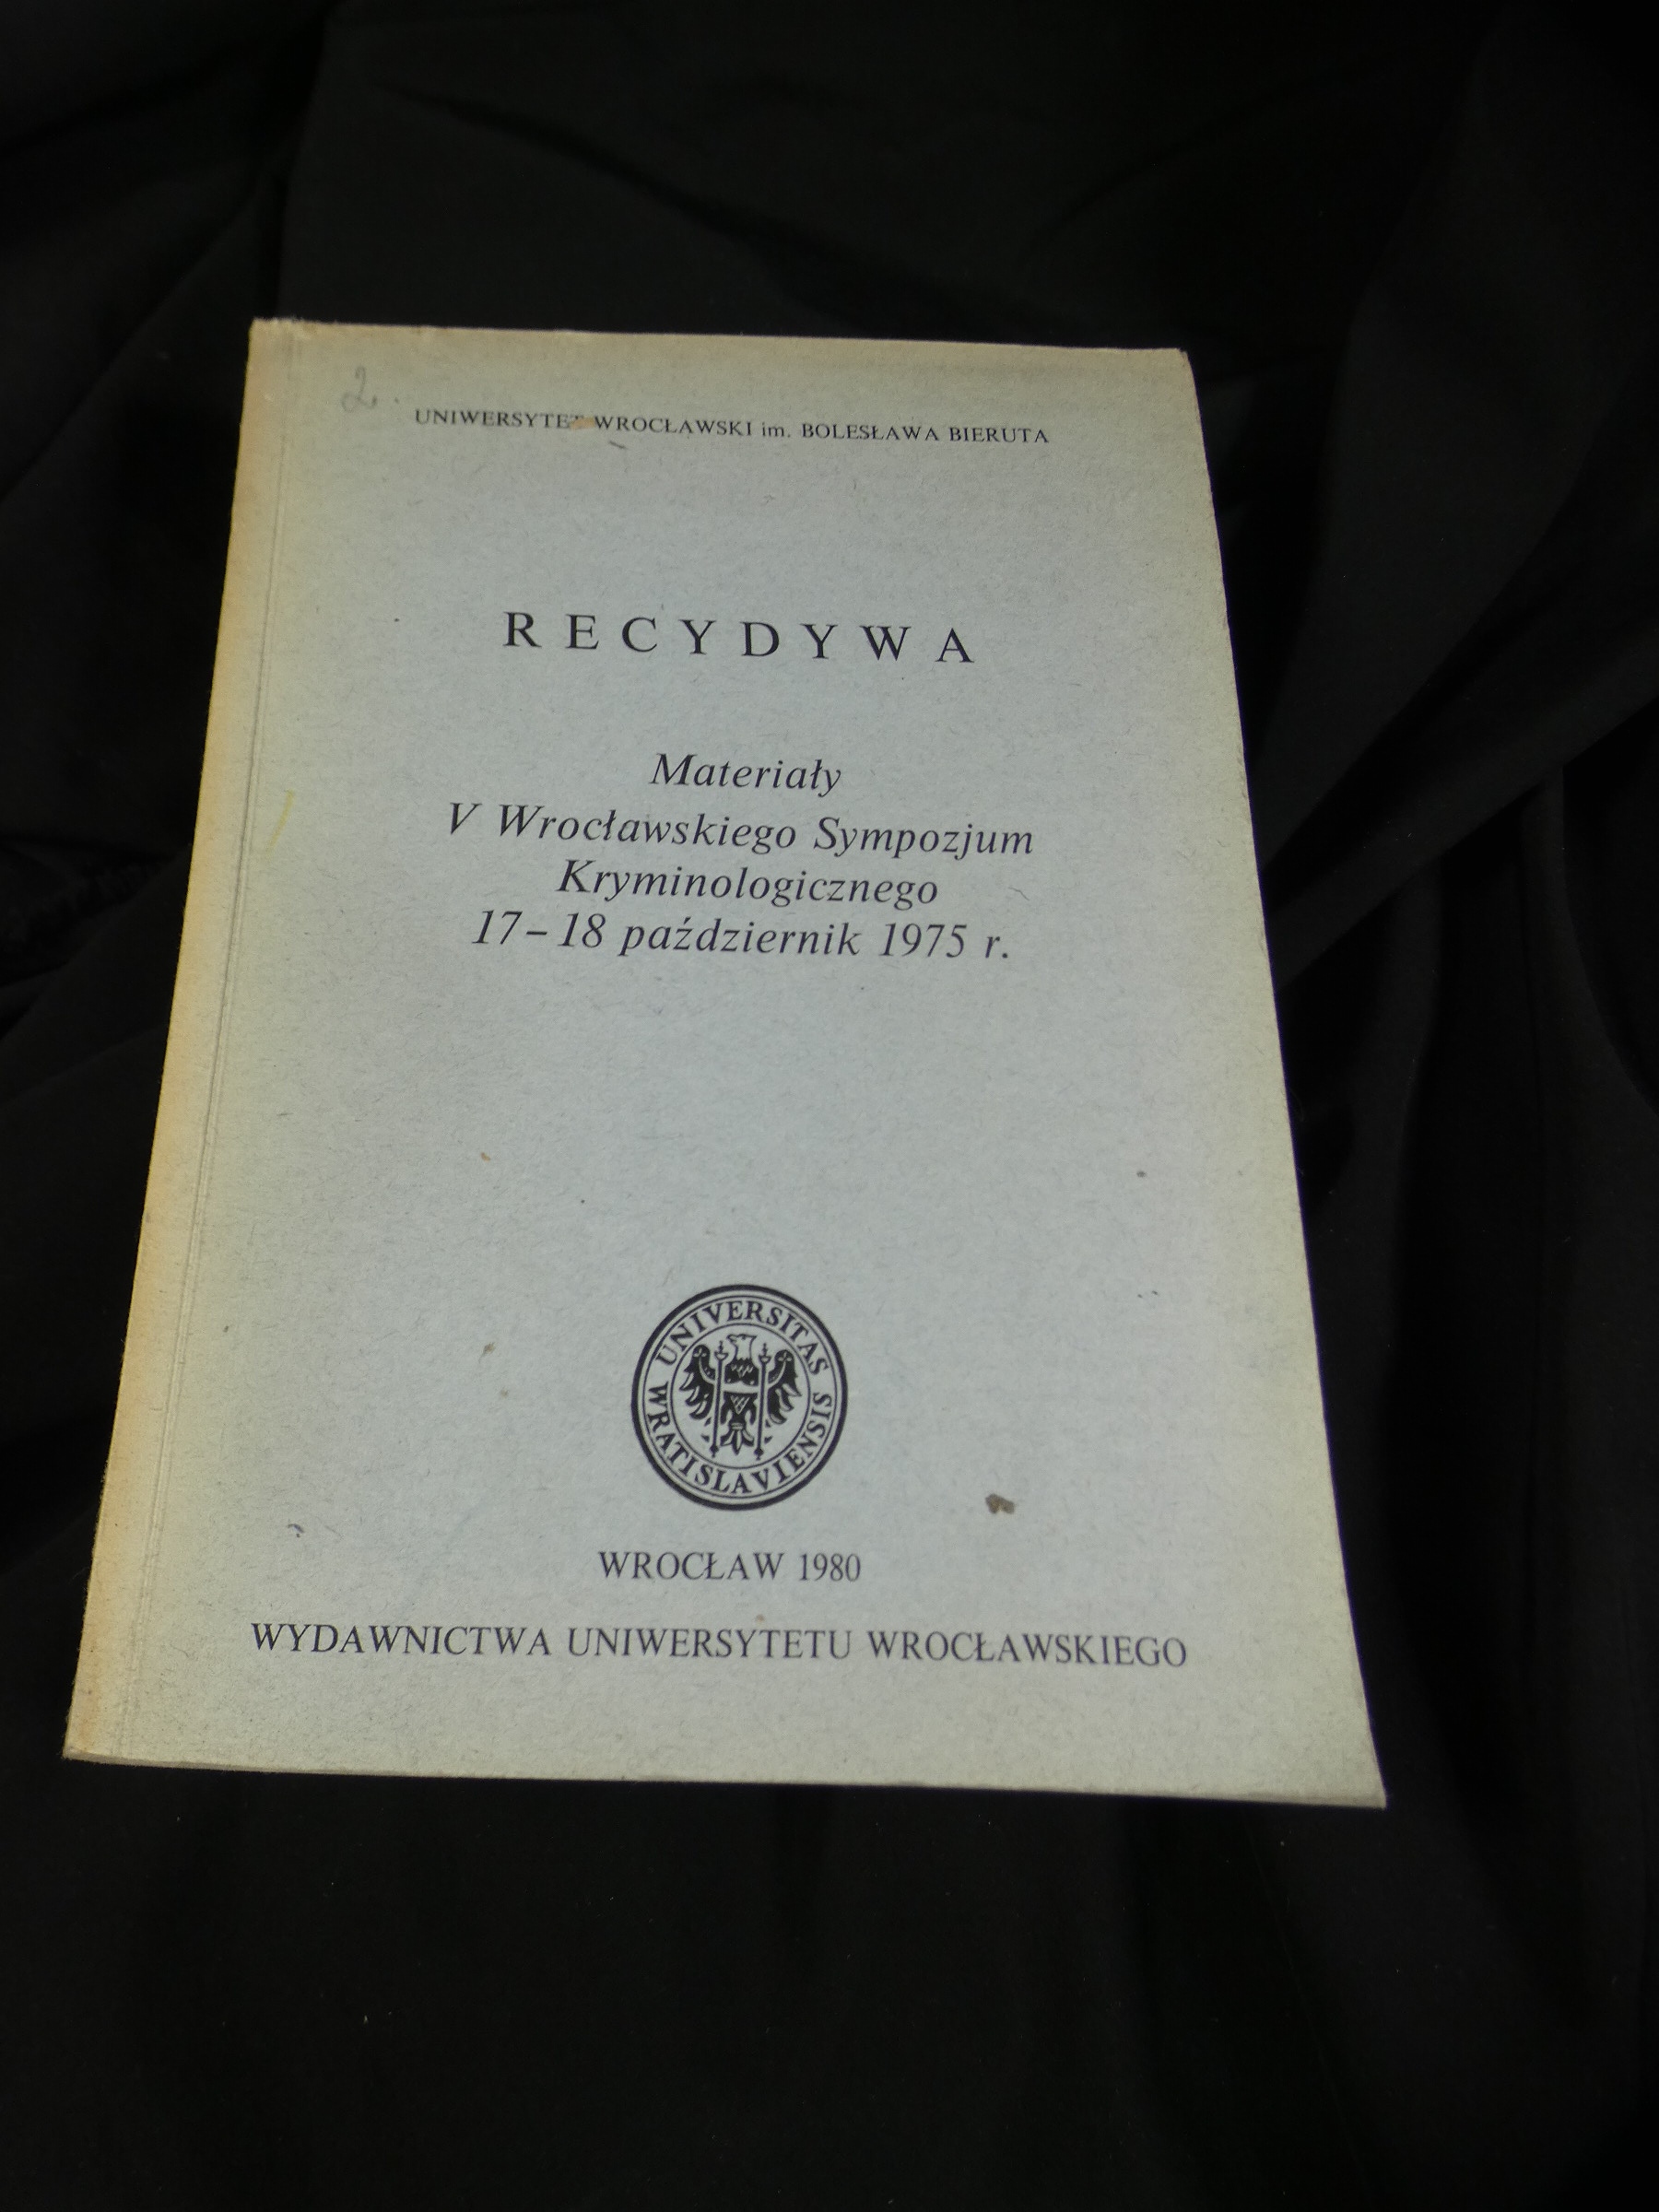 2.
UNIWERSYTET WROCŁAWSKI im. BOLESŁAWA BIERUTA
RECYDYWA
Materiały
V Wrocławskiego Sympozjum
Kryminologicznego
17–18 październik 1975 r.
UNIVERSITAS
WRATISLAVIENSIS
WROCŁAW 1980
WYDAWNICTWA UNIWERSYTETU WROCŁAWSKIEGO